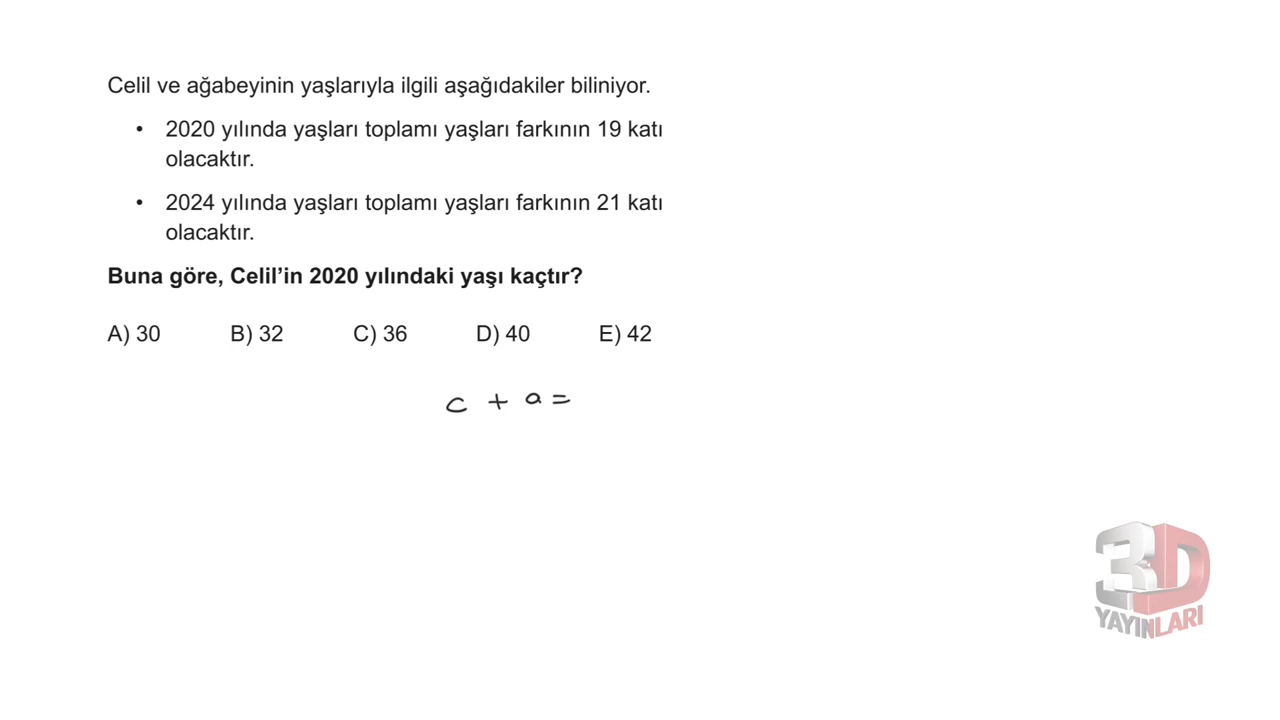 Celil ve ağabeyinin yaşlarıyla ilgili aşağıdakiler biliniyor.
• 2020 yılında yaşları toplamı yaşları farkının 19 katı
olacaktır.
• 2024 yılında yaşları toplamı yaşları farkının 21 katı
olacaktır.
Buna göre, Celil’in 2020 yılındaki yaşı kaçtır?
A) 30 B) 32 C) 36 D) 40 E) 42
c + a =
3D
YAYINLARI